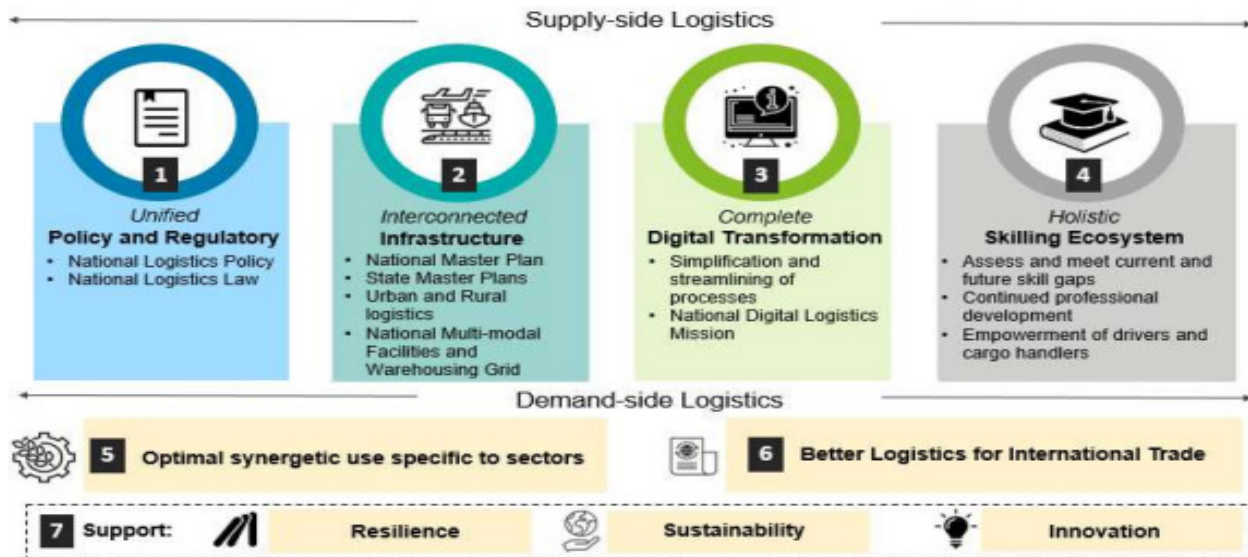 Supply-side Logistics
1
Unified
Policy and Regulatory
• National Logistics Policy
• National Logistics Law
2
Interconnected
Infrastructure
• National Master Plan
• State Master Plans
• Urban and Rural
logistics
• National Multi-modal
Facilities and
Warehousing Grid
3
Complete
Digital Transformation
• Simplification and
streamlining of
processes
• National Digital Logistics
Mission
4
Holistic
Skilling Ecosystem
• Assess and meet current and
future skill gaps
• Continued professional
development
• Empowerment of drivers and
cargo handlers
Demand-side Logistics
5 Optimal synergetic use specific to sectors
6 Better Logistics for International Trade
7 Support: Resilience Sustainability Innovation